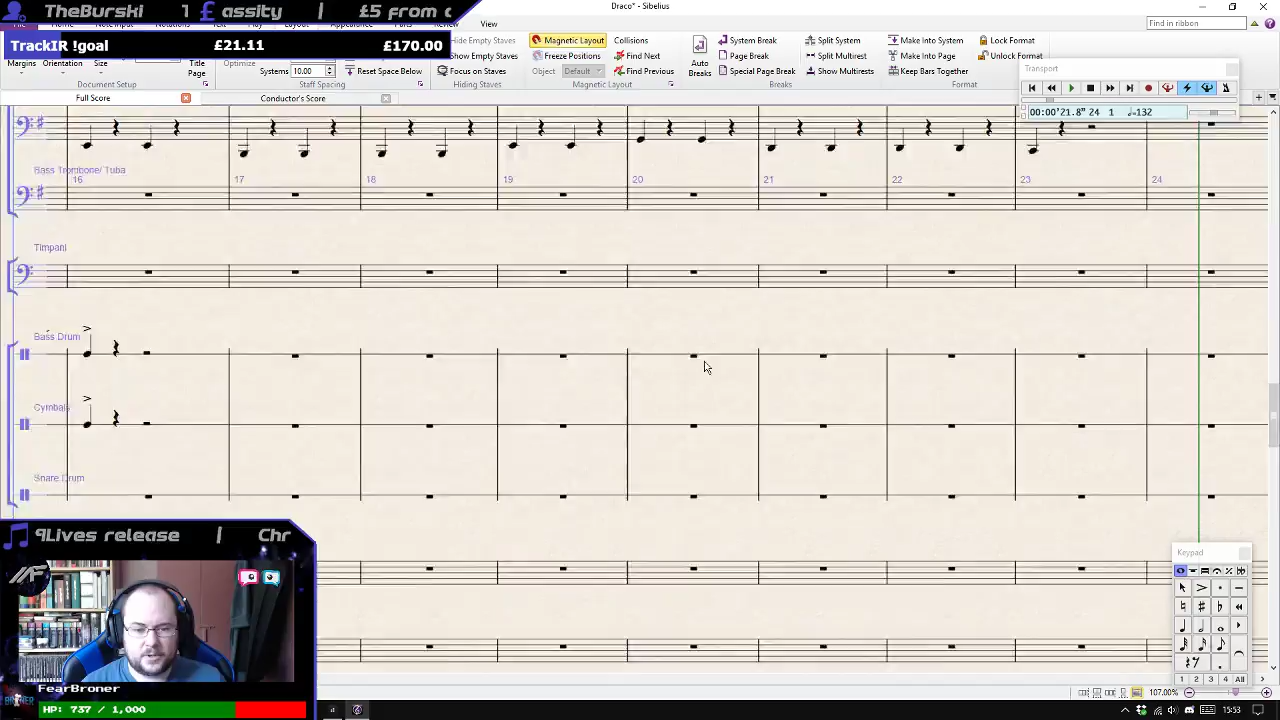 TheBurski 1 £ assity | £5 from
Draco* - Sibelius
View
Find in ribbon
TrackIR !goal £21.11 £170.00
Hide Empty Staves
Magnetic Layout
Collisions
System Break
Split System
Make Into System
Lock Format
Optimize
Show Empty Staves
Freeze Positions
Find Next
Page Break
Split Multirest
Make Into Page
Unlock Format
Margins
Orientation
Title Page
Systems 10.00
Reset Space Below
Focus on Staves
Object Default
Find Previous
Auto Breaks
Special Page Break
Show Multirests
Keep Bars Together
Document Setup
Staff Spacing
Hiding Staves
Magnetic Layout
Breaks
Format
Transport
Full Score
Conductor's Score
00:00'21.8" 24 1 =132
Bass Trombone/ Tuba
16 17 18 19 20 21 22 23 24
Timpani
Bass Drum
Cymbals
Snare Drum
9Lives release | Chr
Keypad
FearBroner
HP: 737 / 1,000
1 2 3 4 All
15:53